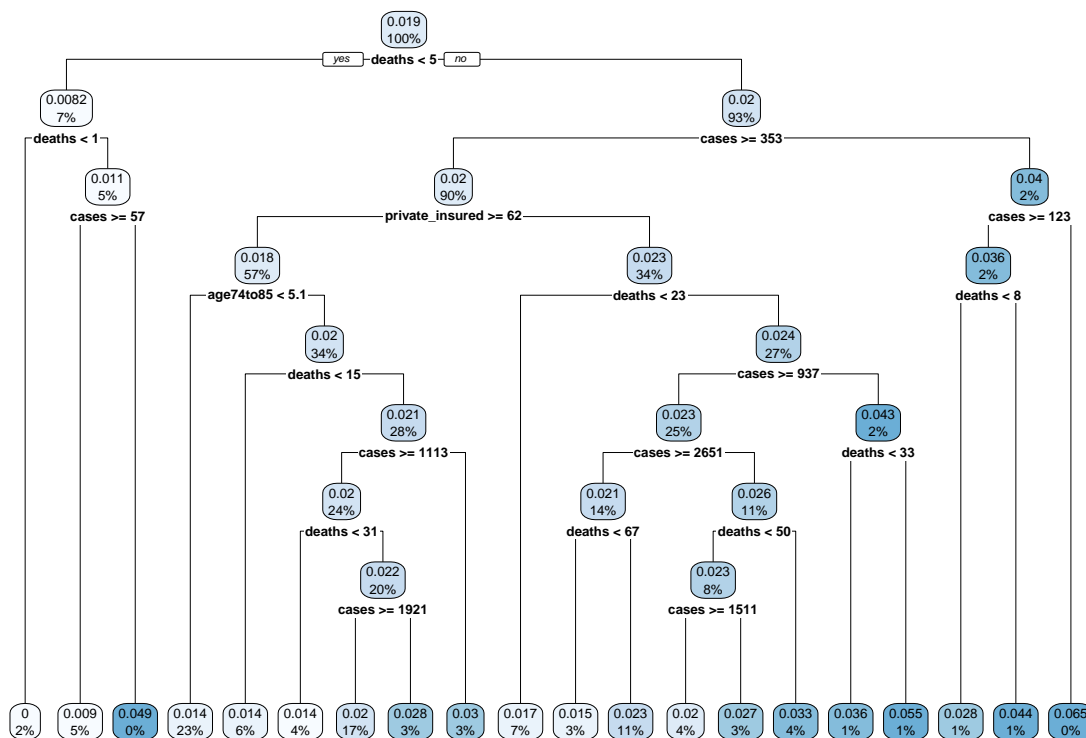 0.019
100%
yes deaths < 5 no
0.0082
7%
0.02
93%
deaths < 1
cases >= 353
0.011
5%
0.02
90%
0.04
2%
cases >= 57
private_insured >= 62
cases >= 123
0.018
57%
0.023
34%
0.036
2%
age74to85 < 5.1
deaths < 23
deaths < 8
0.02
34%
0.024
27%
deaths < 15
cases >= 937
0.021
28%
0.023
25%
0.043
2%
cases >= 1113
cases >= 2651
deaths < 33
0.02
24%
0.021
14%
0.026
11%
deaths < 31
deaths < 67
deaths < 50
0.022
20%
0.023
8%
cases >= 1921
cases >= 1511
0 0.009 0.049 0.014 0.014 0.014 0.02 0.028 0.03 0.017 0.015 0.023 0.02 0.027 0.033 0.036 0.055 0.028 0.044 0.065
2% 5% 0% 23% 6% 4% 17% 3% 3% 7% 3% 11% 4% 3% 4% 1% 1% 1% 1% 0%